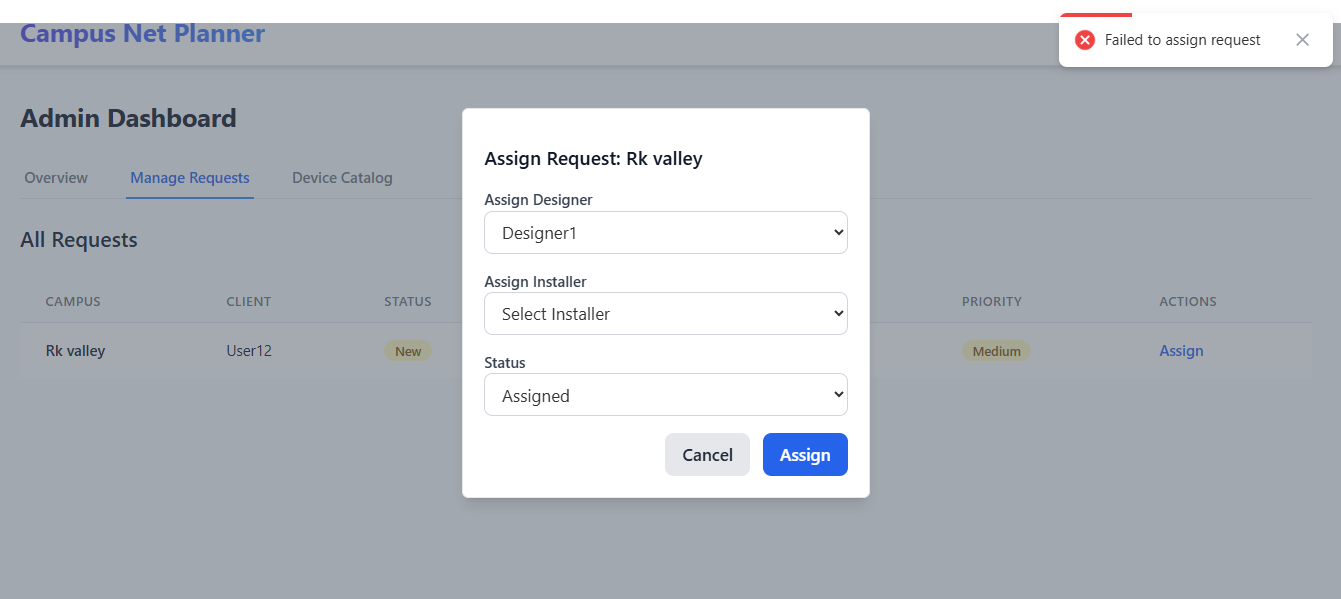 Campus Net Planner
Failed to assign request
Admin Dashboard
Overview Manage Requests Device Catalog
All Requests
CAMPUS CLIENT STATUS PRIORITY ACTIONS
Rk valley User12 New Medium Assign
Assign Request: Rk valley
Assign Designer
Designer1
Assign Installer
Select Installer
Status
Assigned
Cancel Assign